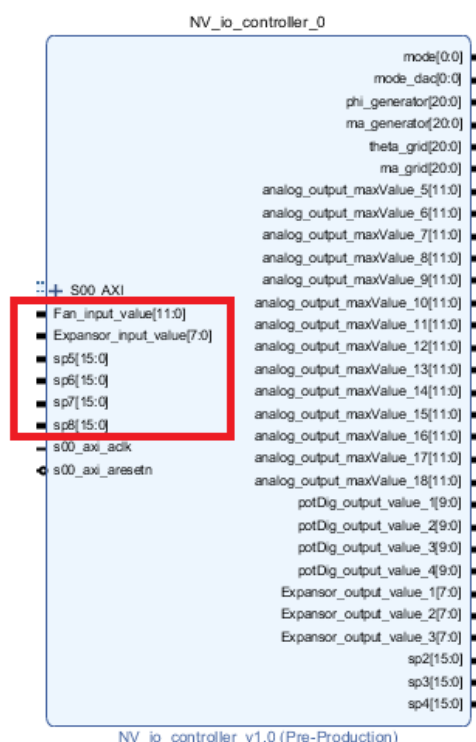 NV_io_controller_0
mode[0:0]
mode_dac[0:0]
phi_generator[20:0]
ma_generator[20:0]
theta_grid[20:0]
ma_grid[20:0]
analog_output_maxValue_5[11:0]
analog_output_maxValue_6[11:0]
analog_output_maxValue_7[11:0]
analog_output_maxValue_8[11:0]
analog_output_maxValue_9[11:0]
S00_AXI
analog_output_maxValue_10[11:0]
Fan_input_value[11:0]
analog_output_maxValue_11[11:0]
Expansor_input_value[7:0]
analog_output_maxValue_12[11:0]
sp5[15:0]
analog_output_maxValue_13[11:0]
sp6[15:0]
analog_output_maxValue_14[11:0]
sp7[15:0]
analog_output_maxValue_15[11:0]
sp8[15:0]
analog_output_maxValue_16[11:0]
s00_axi_aclk
analog_output_maxValue_17[11:0]
s00_axi_aresetn
analog_output_maxValue_18[11:0]
potDig_output_value_1[9:0]
potDig_output_value_2[9:0]
potDig_output_value_3[9:0]
potDig_output_value_4[9:0]
Expansor_output_value_1[7:0]
Expansor_output_value_2[7:0]
Expansor_output_value_3[7:0]
sp2[15:0]
sp3[15:0]
sp4[15:0]
NV_io_controller_v1.0 (Pre-Production)